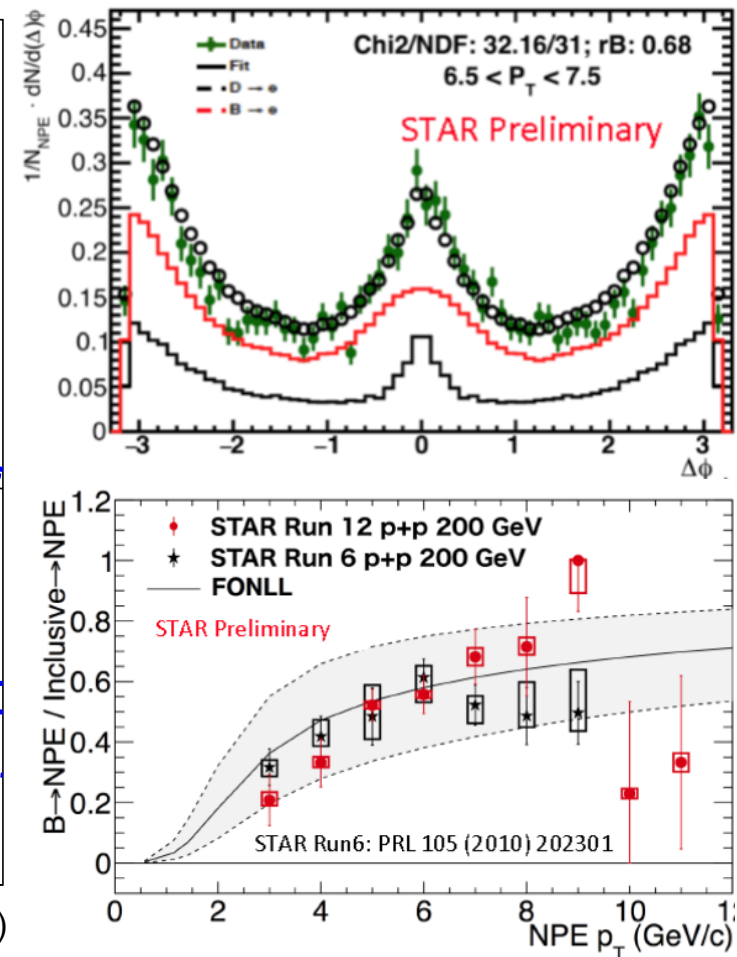 0.45
0.4
0.35
0.3
0.25
0.2
0.15
0.1
0.05
0
1/N_NPE · dN/d(Δ)ϕ
Data
Fit
D → e
B → e
Chi2/NDF: 32.16/31; rB: 0.68
6.5 < P_T < 7.5
STAR Preliminary
−3 −2 −1 0 1 2 3
Δϕ
1.2
1
0.8
0.6
0.4
0.2
0
B→NPE / Inclusive→NPE
STAR Run 12 p+p 200 GeV
STAR Run 6 p+p 200 GeV
FONLL
STAR Preliminary
STAR Run6: PRL 105 (2010) 202301
0 2 4 6 8 10
NPE p_T (GeV/c)
)